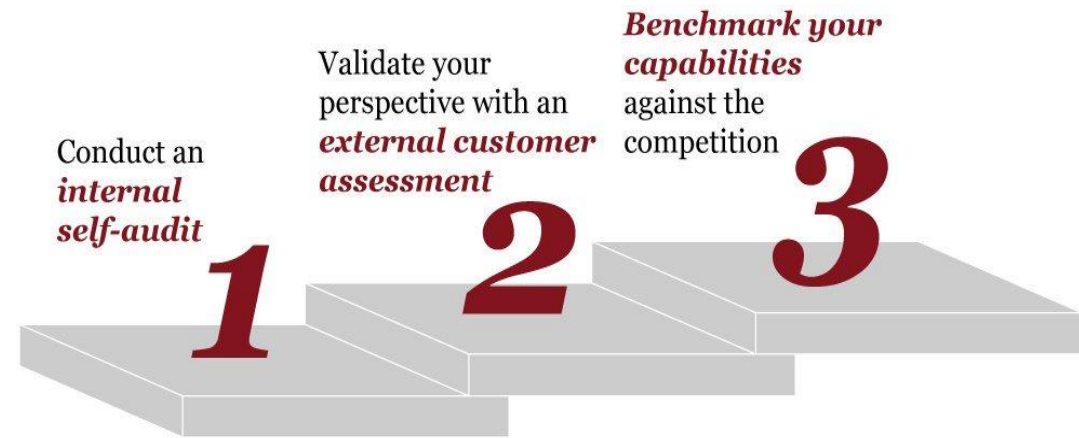 Conduct an
internal
self-audit
1
Validate your
perspective with an
external customer
assessment
2
Benchmark your
capabilities
against the
competition
3